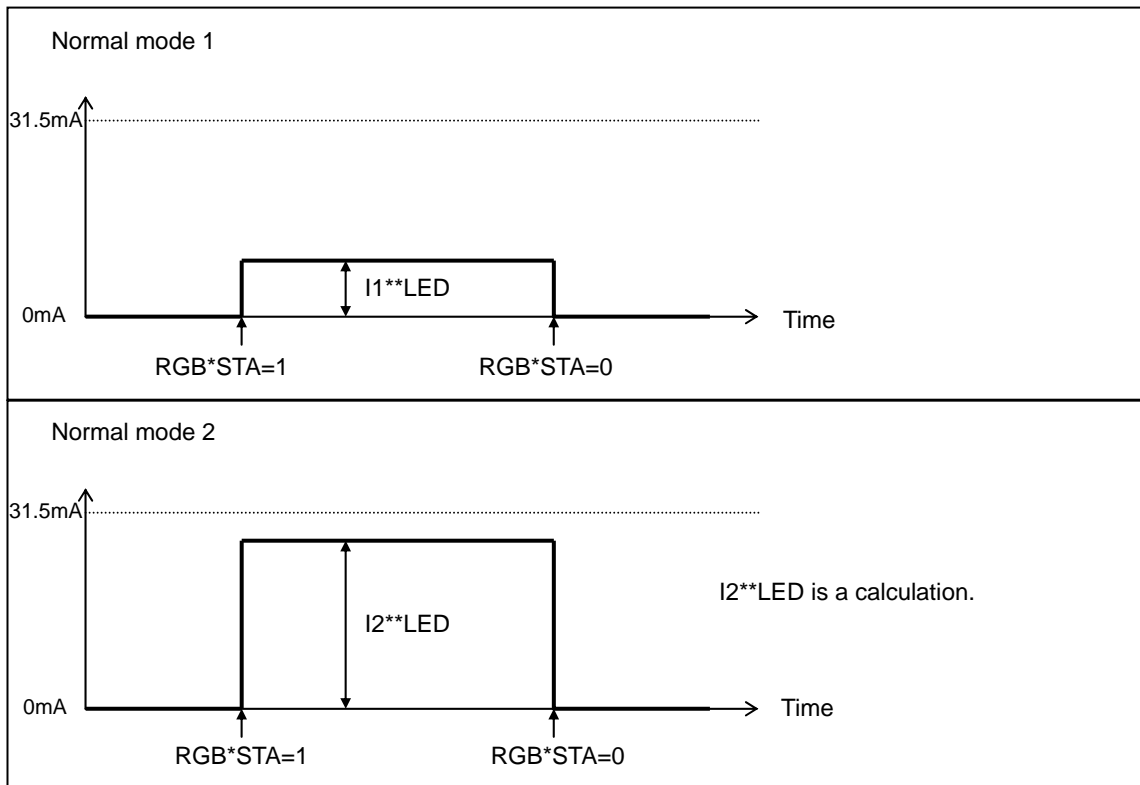 Normal mode 1
31.5mA
I1**LED
0mA
Time
RGB*STA=1 RGB*STA=0
Normal mode 2
31.5mA
I2**LED is a calculation.
I2**LED
0mA
Time
RGB*STA=1 RGB*STA=0